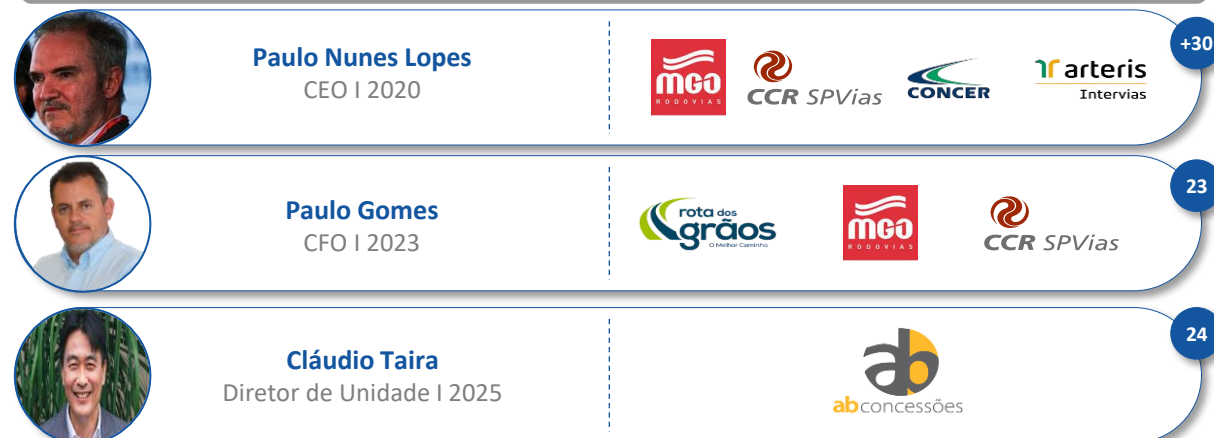 Paulo Nunes Lopes
CEO I 2020
MGO
RODOVIAS
CCR SPVias
CONCER
arteris
Intervias
+30
Paulo Gomes
CFO I 2023
rota dos
grãos
O Melhor Caminho
MGO
RODOVIAS
CCR SPVias
23
Cláudio Taira
Diretor de Unidade I 2025
ab
abconcessões
24